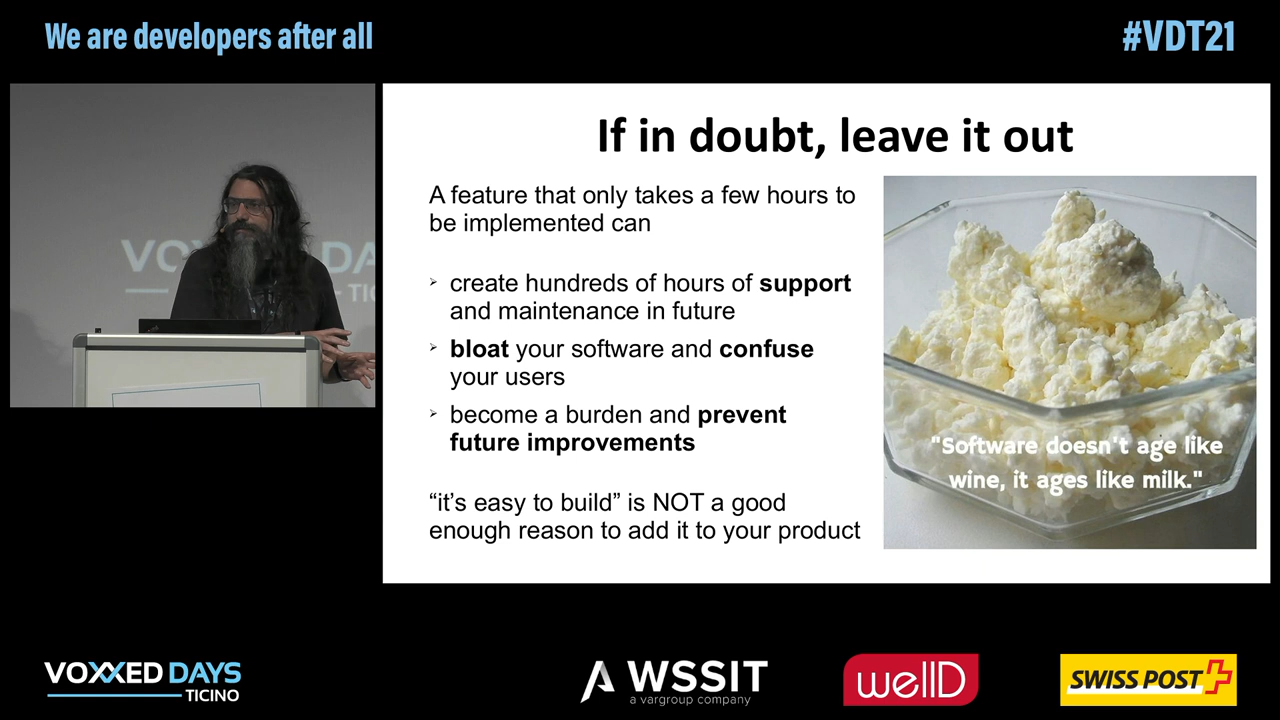 We are developers after all
#VDT21
VOXXED DAYS
If in doubt, leave it out
A feature that only takes a few hours to
be implemented can
create hundreds of hours of support
and maintenance in future
bloat your software and confuse
your users
become a burden and prevent
future improvements
“it’s easy to build” is NOT a good
enough reason to add it to your product
"Software doesn't age like
wine, it ages like milk."
VOXXED DAYS
TICINO
WSSIT
a vargroup company
wellD
SWISS POST